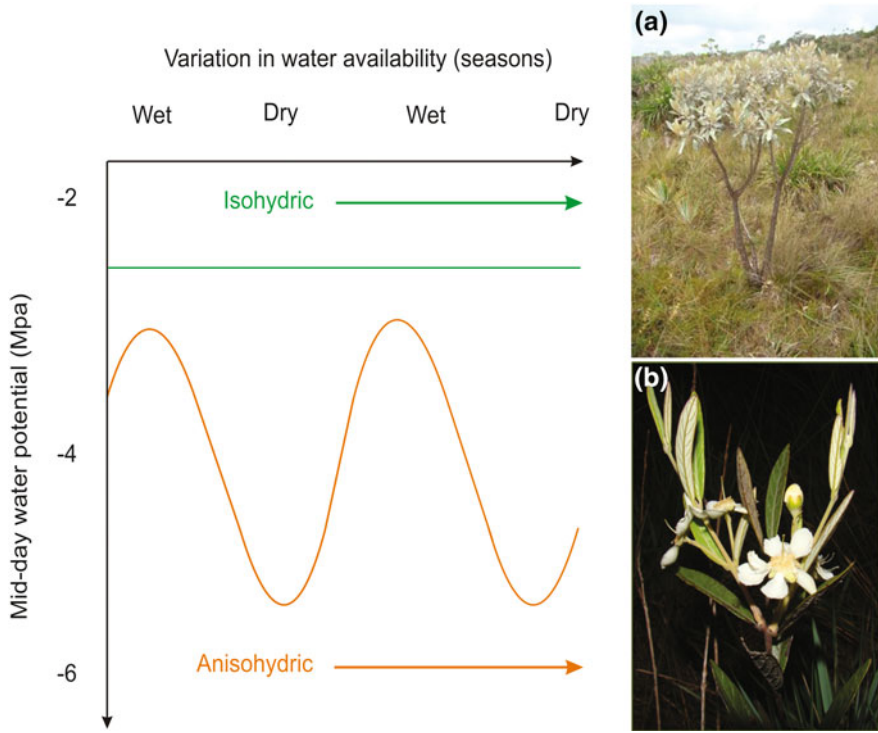 Variation in water availability (seasons)
Wet Dry Wet Dry
-2
Isohydric
Mid-day water potential (Mpa)
-4
Anisohydric
-6
(a)
(b)